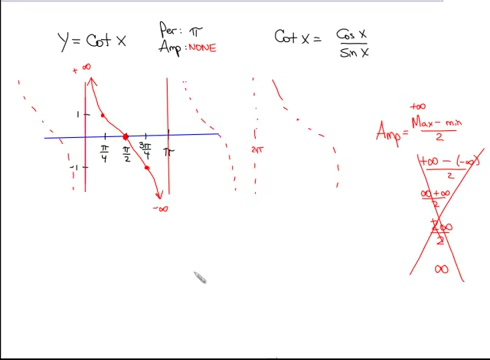 y = Cot x
Per: π
Amp: NONE
Cot x = Cos x / Sin x
+∞
1
-1
π/4
π/2
3π/4
π
2π
-∞
+∞
Amp = Max - min / 2
+∞ - (-∞) / 2
∞ + ∞ / 2
+2∞ / 2
∞